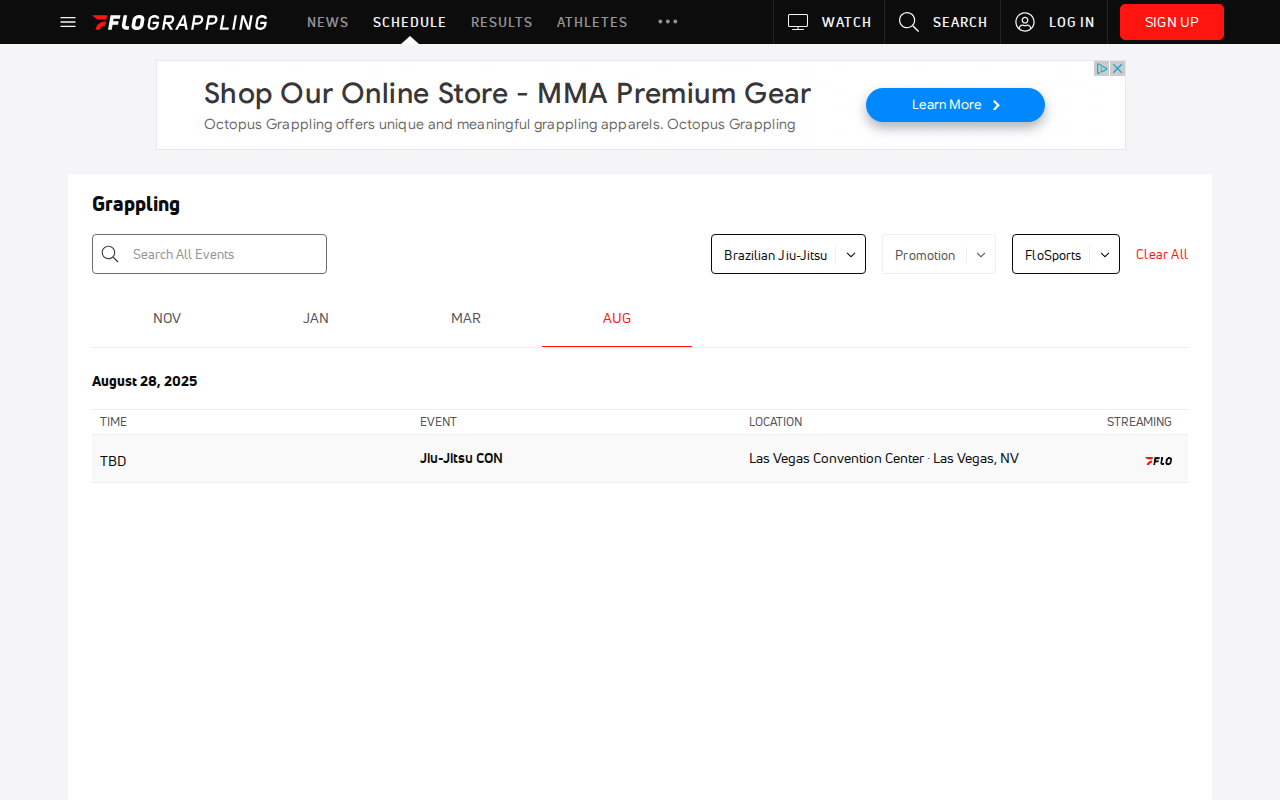 FLOGRAPPLING NEWS SCHEDULE RESULTS ATHLETES ••• WATCH SEARCH LOG IN SIGN UP
Shop Our Online Store - MMA Premium Gear
Octopus Grappling offers unique and meaningful grappling apparels. Octopus Grappling
Learn More
Grappling
Search All Events Brazilian Jiu-Jitsu Promotion FloSports Clear All
NOV JAN MAR AUG
August 28, 2025
TIME EVENT LOCATION STREAMING
TBD Jiu-Jitsu CON Las Vegas Convention Center · Las Vegas, NV FLO